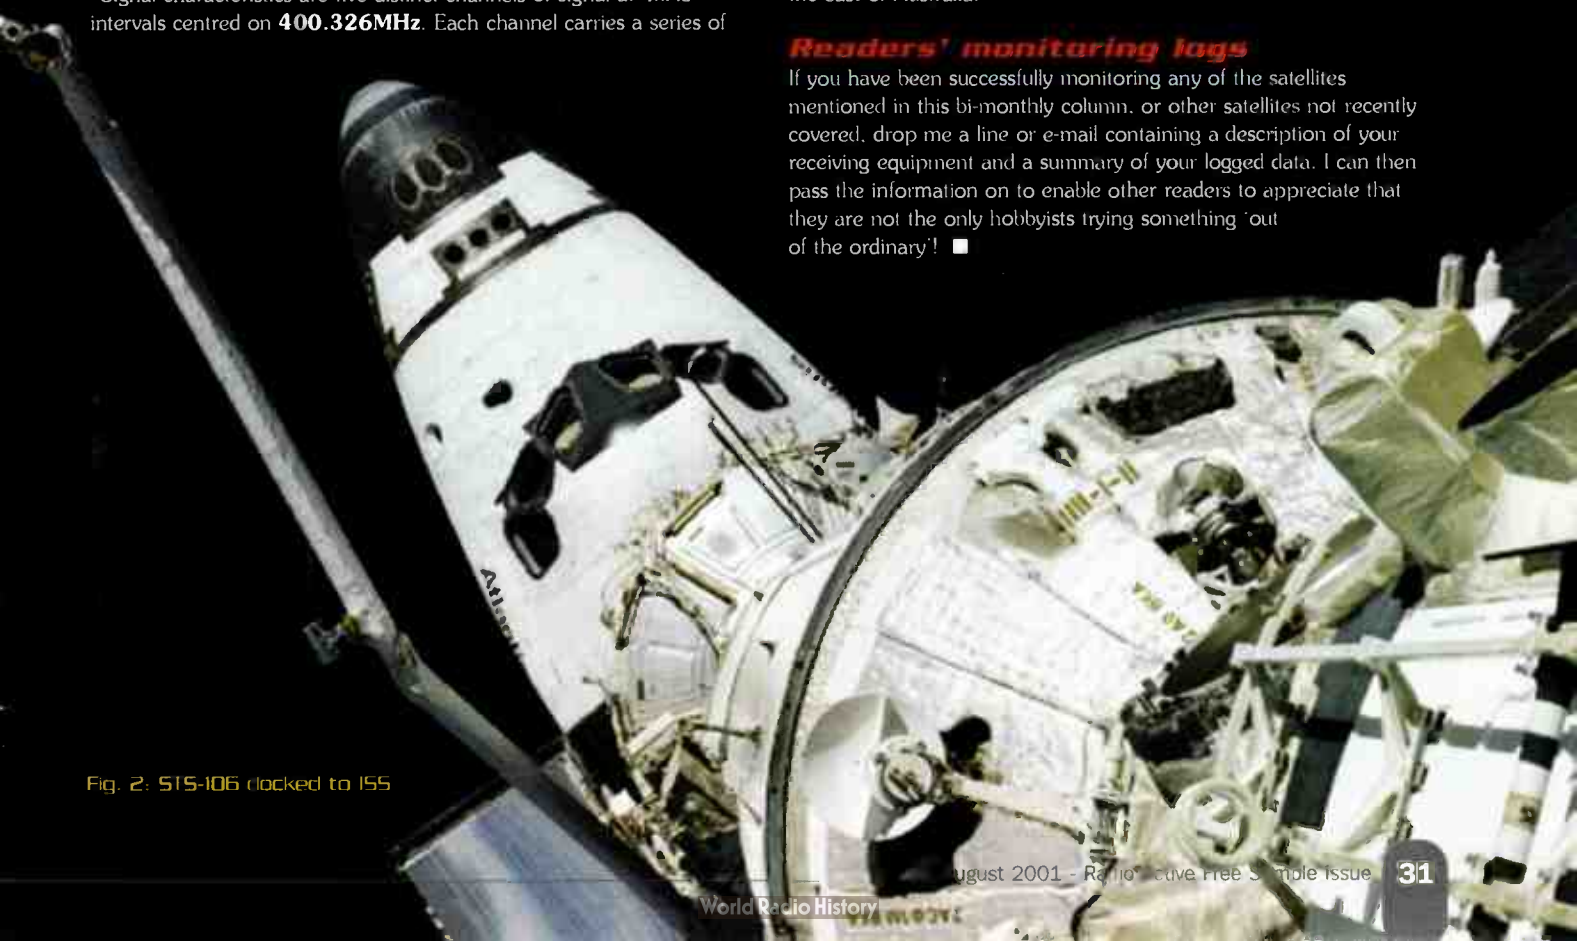 intervals centred on 400.326MHz. Each channel carries a series of
Readers' monitoring logs
If you have been successfully monitoring any of the satellites
mentioned in this bi-monthly column, or other satellites not recently
covered, drop me a line or e-mail containing a description of your
receiving equipment and a summary of your logged data. I can then
pass the information on to enable other readers to appreciate that
they are not the only hobbyists trying something 'out
of the ordinary'!
Fig. 2: STS-106 docked to ISS
2001 - Free Issue 31
World Radio History